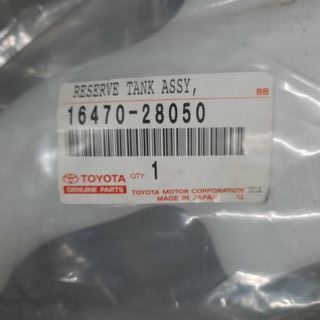 RESERVE TANK ASSY,
88
16470-28050
TOYOTA QTY: 1
GENUINE PARTS TOYOTA MOTOR CORPORATION
MADE IN JAPAN